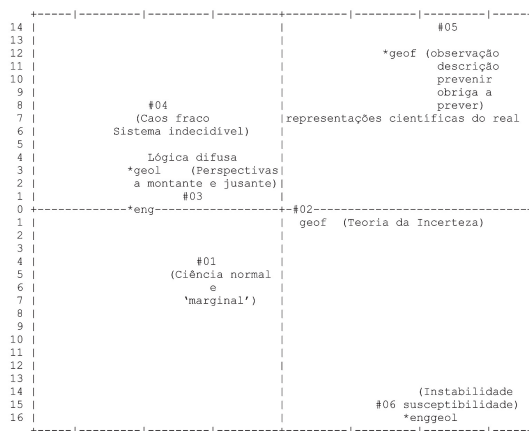 +-----|---------|---------|---------+---------|---------|---------|-----
14 | #05
13 |
12 | *geof (observação
11 | descrição
10 | prevenir
9 | obriga a
8 | #04 | prever)
7 | (Caos fraco |representações cientificas do real
6 | Sistema indecidível) |
5 | |
4 | Lógica difusa |
3 | *geol (Perspectivas|
2 | a montante e jusante)|
1 | #03 |
0 +-------------*eng------------------+-#02------------------------------
1 | | geof (Teoria da Incerteza)
2 | |
3 | |
4 | #01 |
5 | (Ciência normal |
6 | e |
7 | 'marginal') |
8 | |
9 | |
10 | |
11 | |
12 | |
13 | |
14 | | (Instabilidade
15 | | #06 susceptibilidade)
16 | | *enggeol
+-----|---------|---------|---------+---------|---------|---------|-----